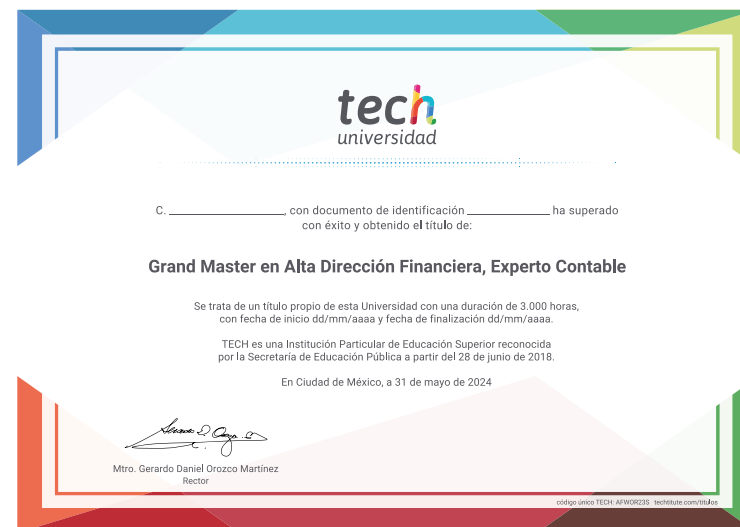 tech
universidad
C. ____________________, con documento de identificación ______________ ha superado
con éxito y obtenido el título de:
Grand Master en Alta Dirección Financiera, Experto Contable
Se trata de un título propio de esta Universidad con una duración de 3.000 horas,
con fecha de inicio dd/mm/aaaa y fecha de finalización dd/mm/aaaa.
TECH es una Institución Particular de Educación Superior reconocida
por la Secretaría de Educación Pública a partir del 28 de junio de 2018.
En Ciudad de México, a 31 de mayo de 2024
Mtro. Gerardo Daniel Orozco Martínez
Rector
código único TECH: AFWOR23S techtitute.com/titulos